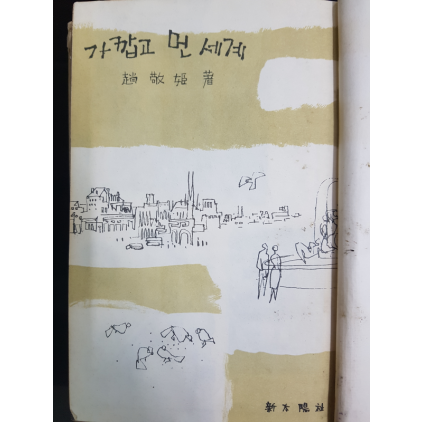 가깝고 먼 세계
趙敬姬 著
新太陽社